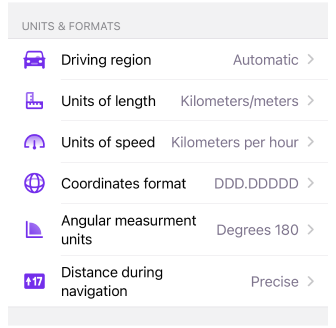 UNITS & FORMATS
Driving region Automatic
Units of length Kilometers/meters
Units of speed Kilometers per hour
Coordinates format DDD.DDDDD
Angular measurment
units Degrees 180
17 Distance during
navigation Precise